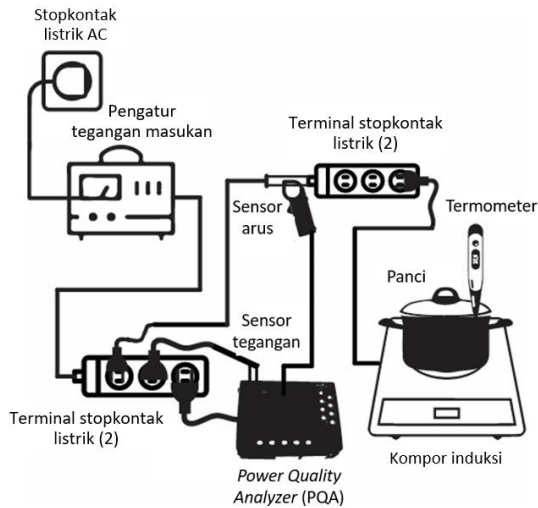 Stopkontak
listrik AC
Pengatur
tegangan masukan
Terminal stopkontak
listrik (2)
Sensor
arus
Termometer
Panci
Sensor
tegangan
Terminal stopkontak
listrik (2)
Kompor induksi
Power Quality
Analyzer (PQA)